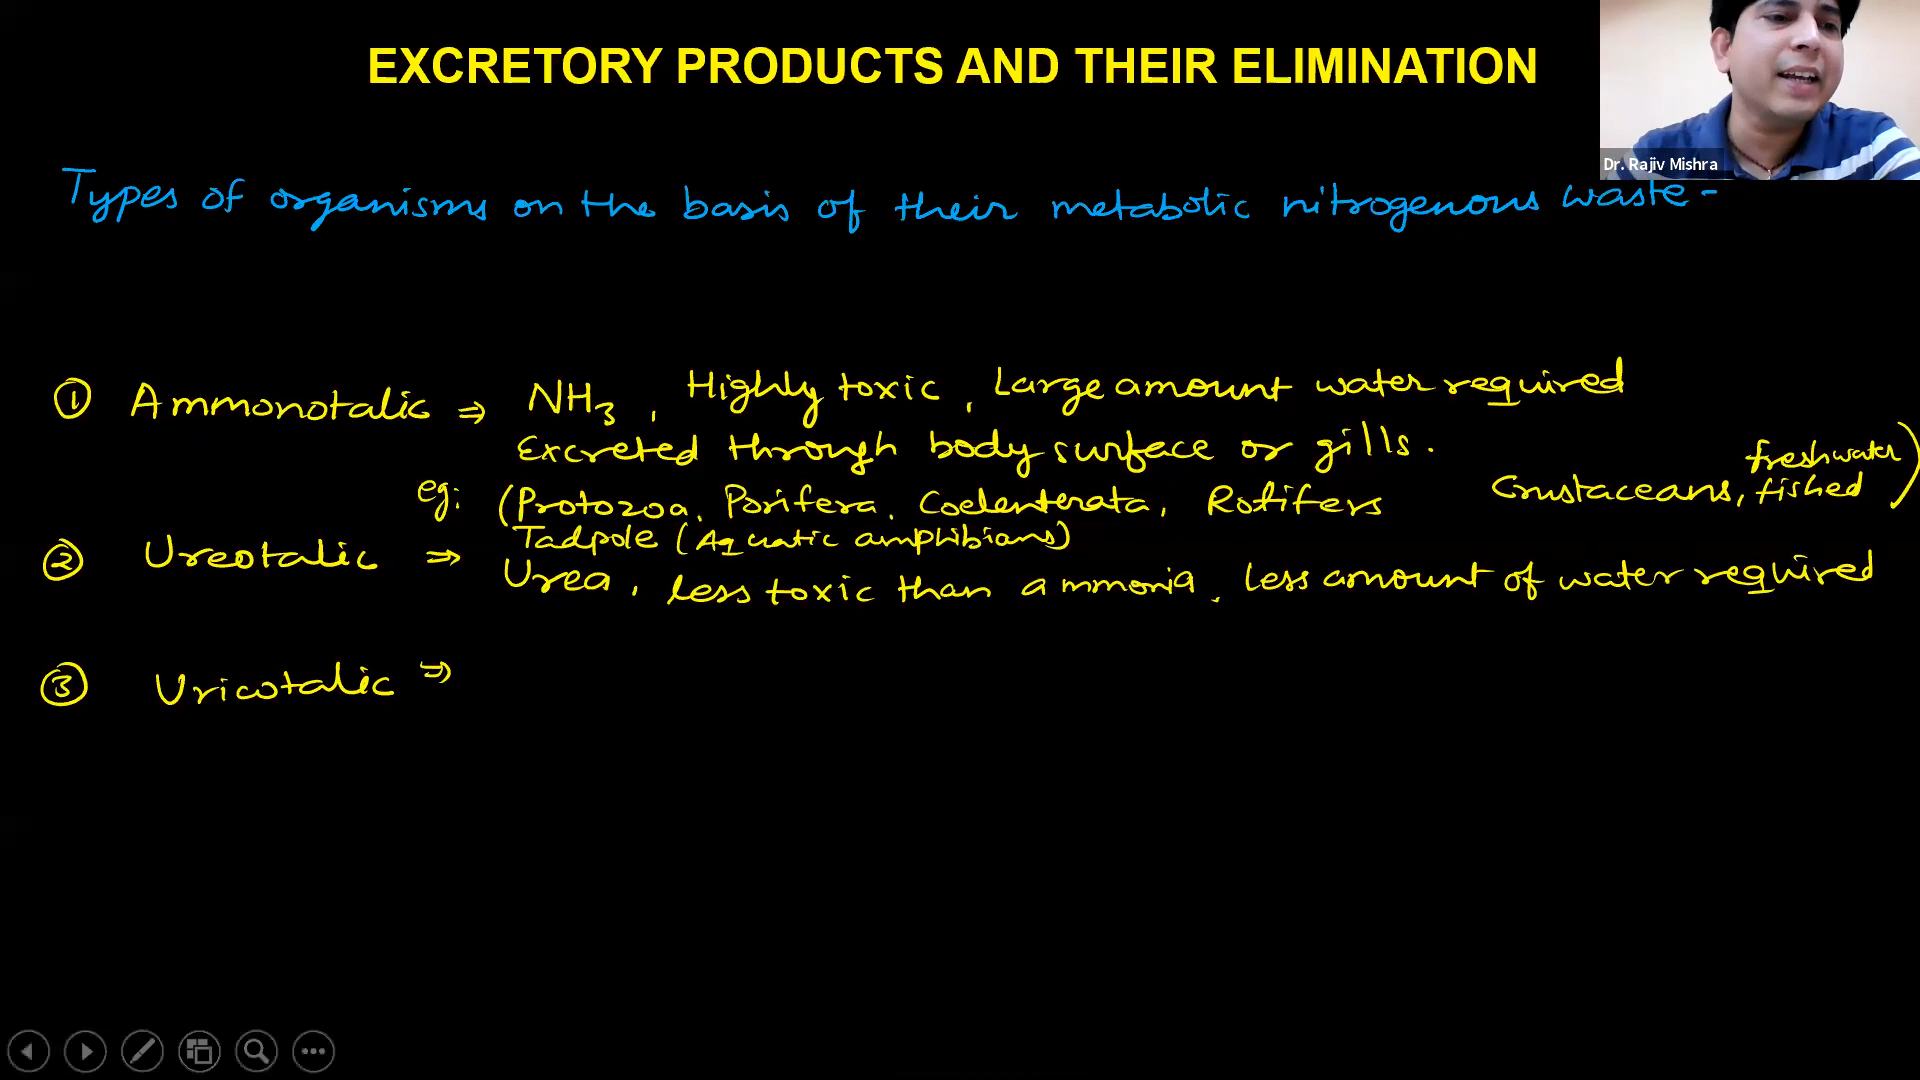 EXCRETORY PRODUCTS AND THEIR ELIMINATION
Dr. Rajiv Mishra
Types of organisms on the basis of their metabolic nitrogenous waste -
① Ammonotalic ⇒ NH3, Highly toxic, Large amount water required
Excreted through body surface or gills.
eg: (Protozoa, Porifera, Coelenterata, Rotifers Crustaceans, freshwater fished)
Tadpole (Aquatic amphibians)
② Ureotalic ⇒ Urea, less toxic than ammonia, Less amount of water required
③ Uricotalic ⇒